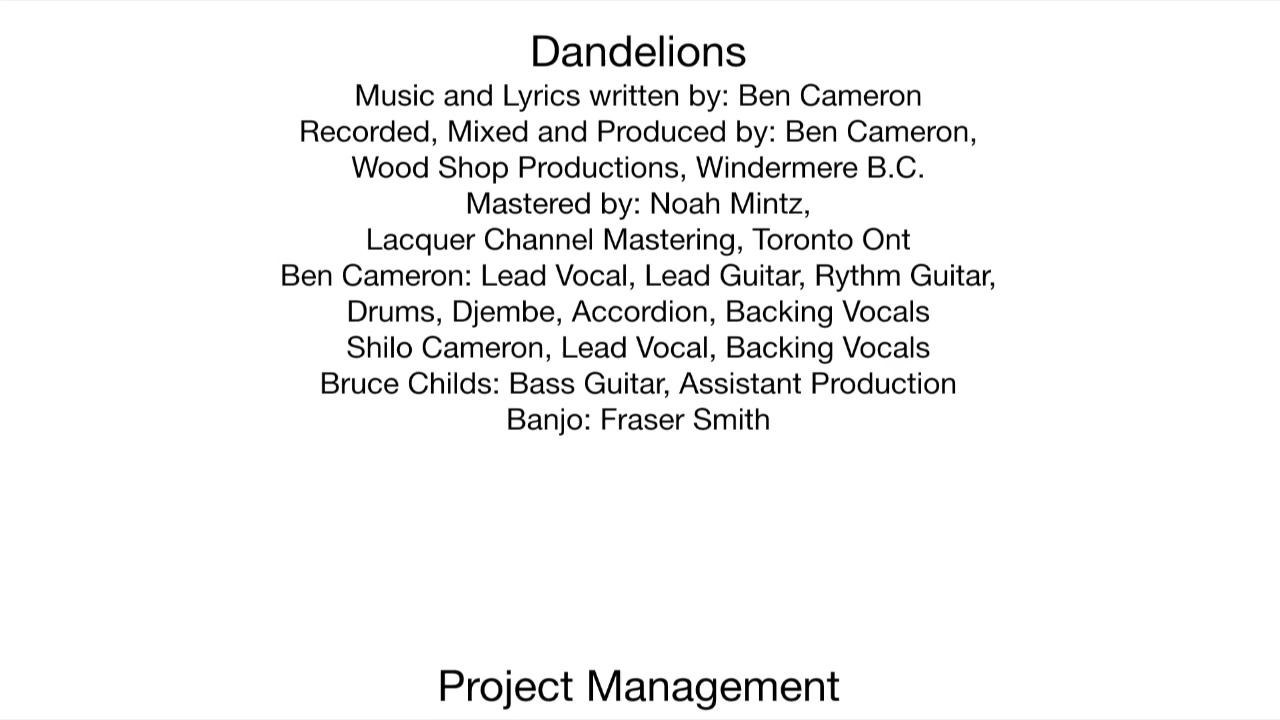 Dandelions
Music and Lyrics written by: Ben Cameron
Recorded, Mixed and Produced by: Ben Cameron,
Wood Shop Productions, Windermere B.C.
Mastered by: Noah Mintz,
Lacquer Channel Mastering, Toronto Ont
Ben Cameron: Lead Vocal, Lead Guitar, Rythm Guitar,
Drums, Djembe, Accordion, Backing Vocals
Shilo Cameron, Lead Vocal, Backing Vocals
Bruce Childs: Bass Guitar, Assistant Production
Banjo: Fraser Smith
Project Management